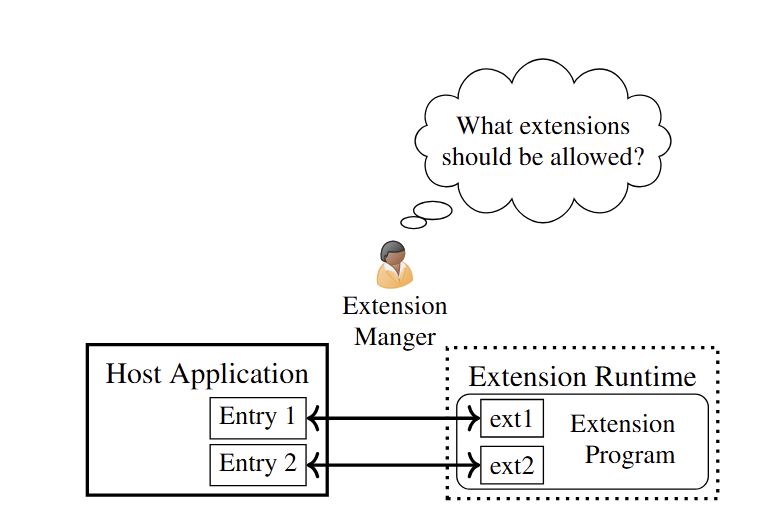 What extensions
should be allowed?
Extension
Manger
Host Application
Entry 1
Entry 2
Extension Runtime
ext1
ext2
Extension
Program